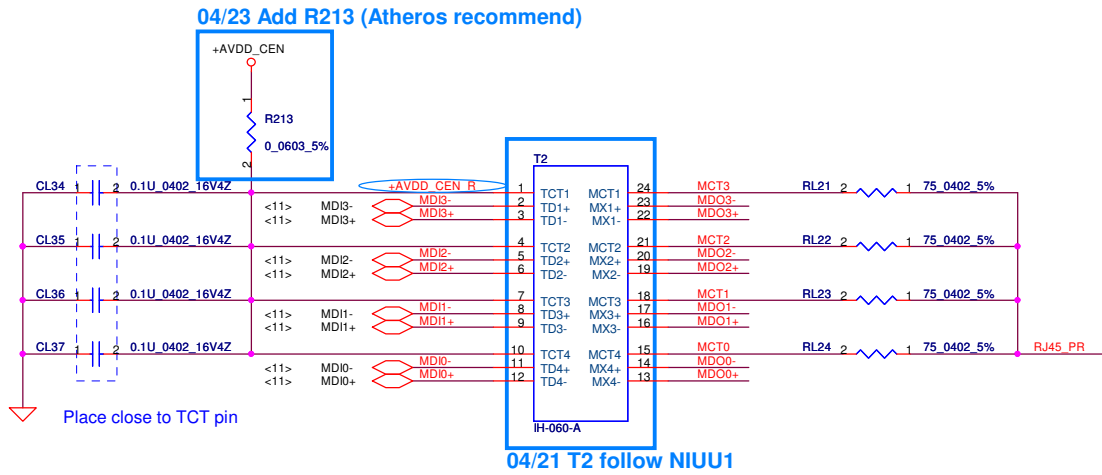 04/23 Add R213 (Atheros recommend)
+AVDD_CEN
1
R213
0_0603_5%
2
T2
CL34 1 2 0.1U_0402_16V4Z +AVDD_CEN_R 1 TCT1 MCT1 24 MCT3 RL21 2 1 75_0402_5%
<11> MDI3- MDI3- 2 TD1+ MX1+ 23 MDO3-
<11> MDI3+ MDI3+ 3 TD1- MX1- 22 MDO3+
CL35 1 2 0.1U_0402_16V4Z 4 TCT2 MCT2 21 MCT2 RL22 2 1 75_0402_5%
<11> MDI2- MDI2- 5 TD2+ MX2+ 20 MDO2-
<11> MDI2+ MDI2+ 6 TD2- MX2- 19 MDO2+
CL36 1 2 0.1U_0402_16V4Z 7 TCT3 MCT3 18 MCT1 RL23 2 1 75_0402_5%
<11> MDI1- MDI1- 8 TD3+ MX3+ 17 MDO1-
<11> MDI1+ MDI1+ 9 TD3- MX3- 16 MDO1+
CL37 1 2 0.1U_0402_16V4Z 10 TCT4 MCT4 15 MCT0 RL24 2 1 75_0402_5% RJ45_PR
<11> MDI0- MDI0- 11 TD4+ MX4+ 14 MDO0-
<11> MDI0+ MDI0+ 12 TD4- MX4- 13 MDO0+
Place close to TCT pin
IH-060-A
04/21 T2 follow NIUU1